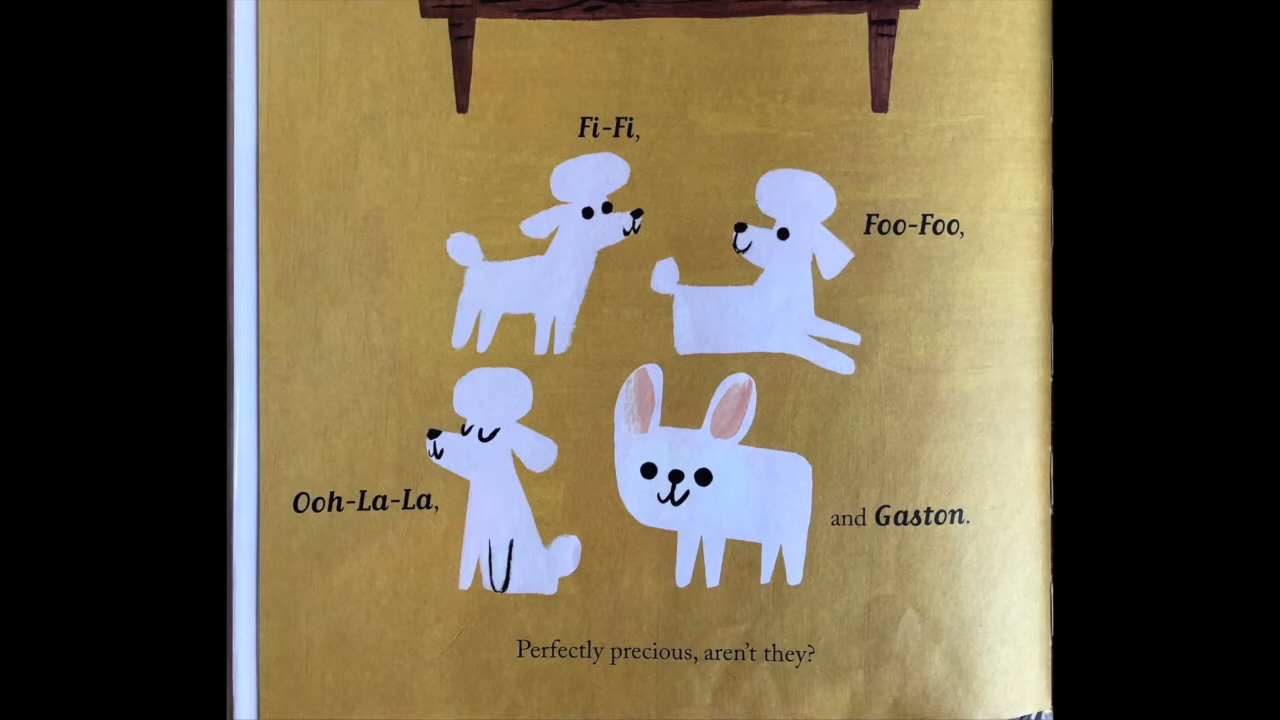 Fi-Fi,
Foo-Foo,
Ooh-La-La,
and Gaston.
Perfectly precious, aren't they?